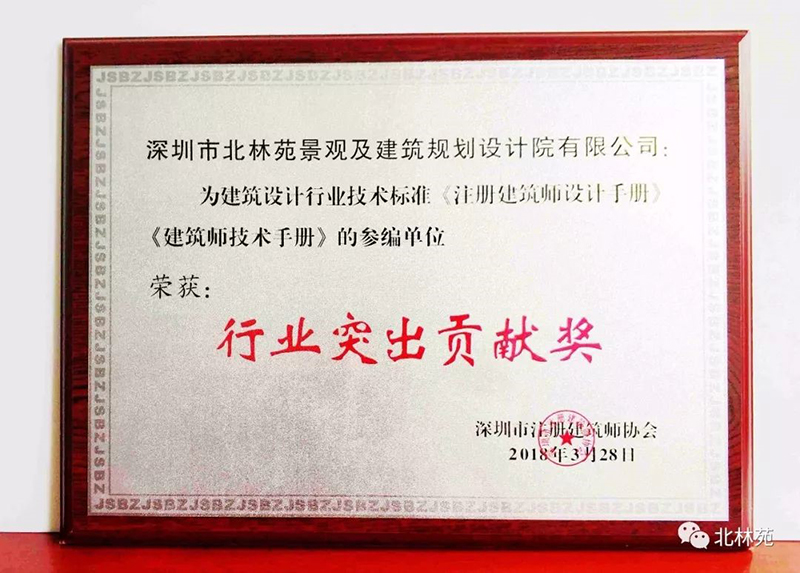 JSBZJSBZJSBZJSBZJSBZJSBZJSBZJSBZJSBZJSBZJSBZJSBZJSBZ
深圳市北林苑景观及建筑规划设计院有限公司：
为建筑设计行业技术标准《注册建筑师设计手册》
《建筑师技术手册》的参编单位
荣获：
行业突出贡献奖
深圳市注册建筑师协会
2018年3月28日
北林苑